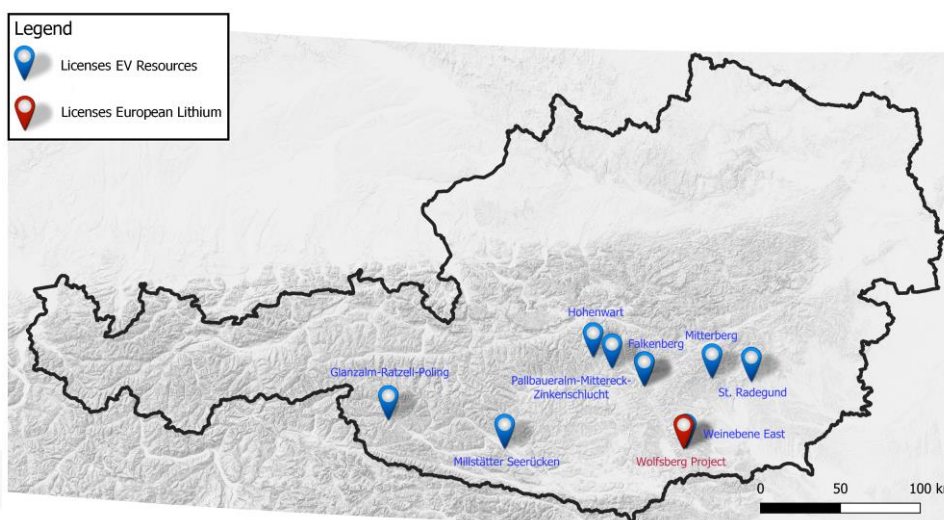 Legend
Licenses EV Resources
Licenses European Lithium
Hohenwart
Falkenberg
Mitterberg
Glanzalm-Ratzell-Poling
Pallbaueralm-Mittereck-
Zinkenschlucht
St. Radegund
Weinebene East
Millstätter Seerücken
Wolfsberg Project
0 50 100 km